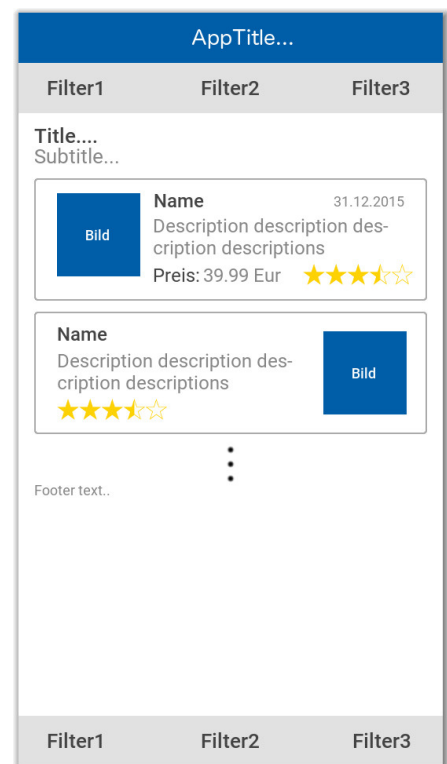 AppTitle...
Filter1 Filter2 Filter3
Title....
Subtitle...
Bild
Name 31.12.2015
Description description des-
cription descriptions
Preis: 39.99 Eur
Name
Description description des-
cription descriptions
Bild
Footer text..
Filter1 Filter2 Filter3